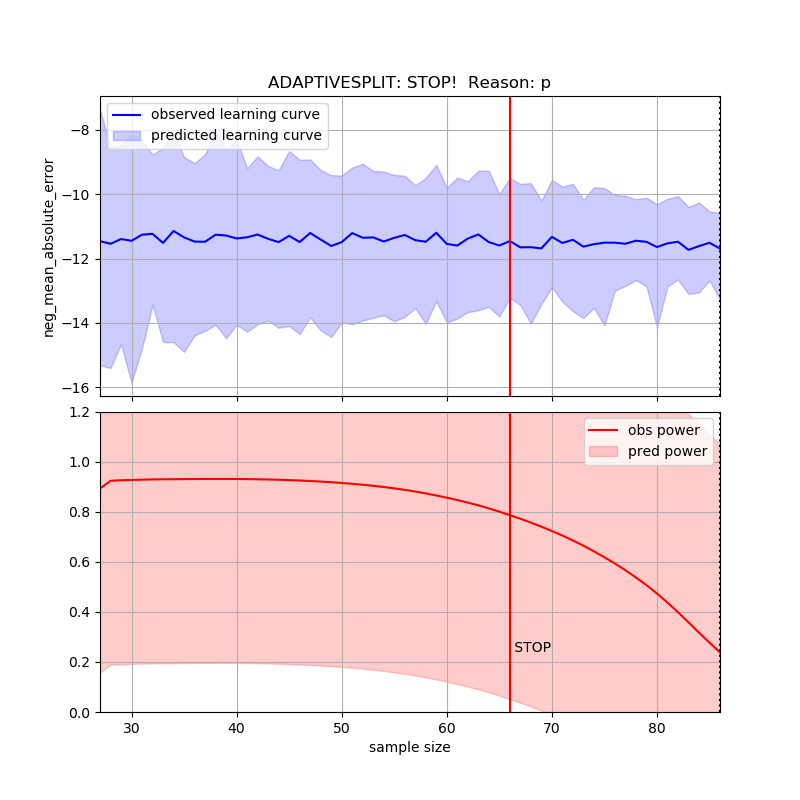 ADAPTIVESPLIT: STOP!  Reason: p
observed learning curve
predicted learning curve
neg_mean_absolute_error
−8
−10
−12
−14
−16
obs power
pred power
1.2
1.0
0.8
0.6
0.4
0.2
0.0
STOP
30 40 50 60 70 80
sample size